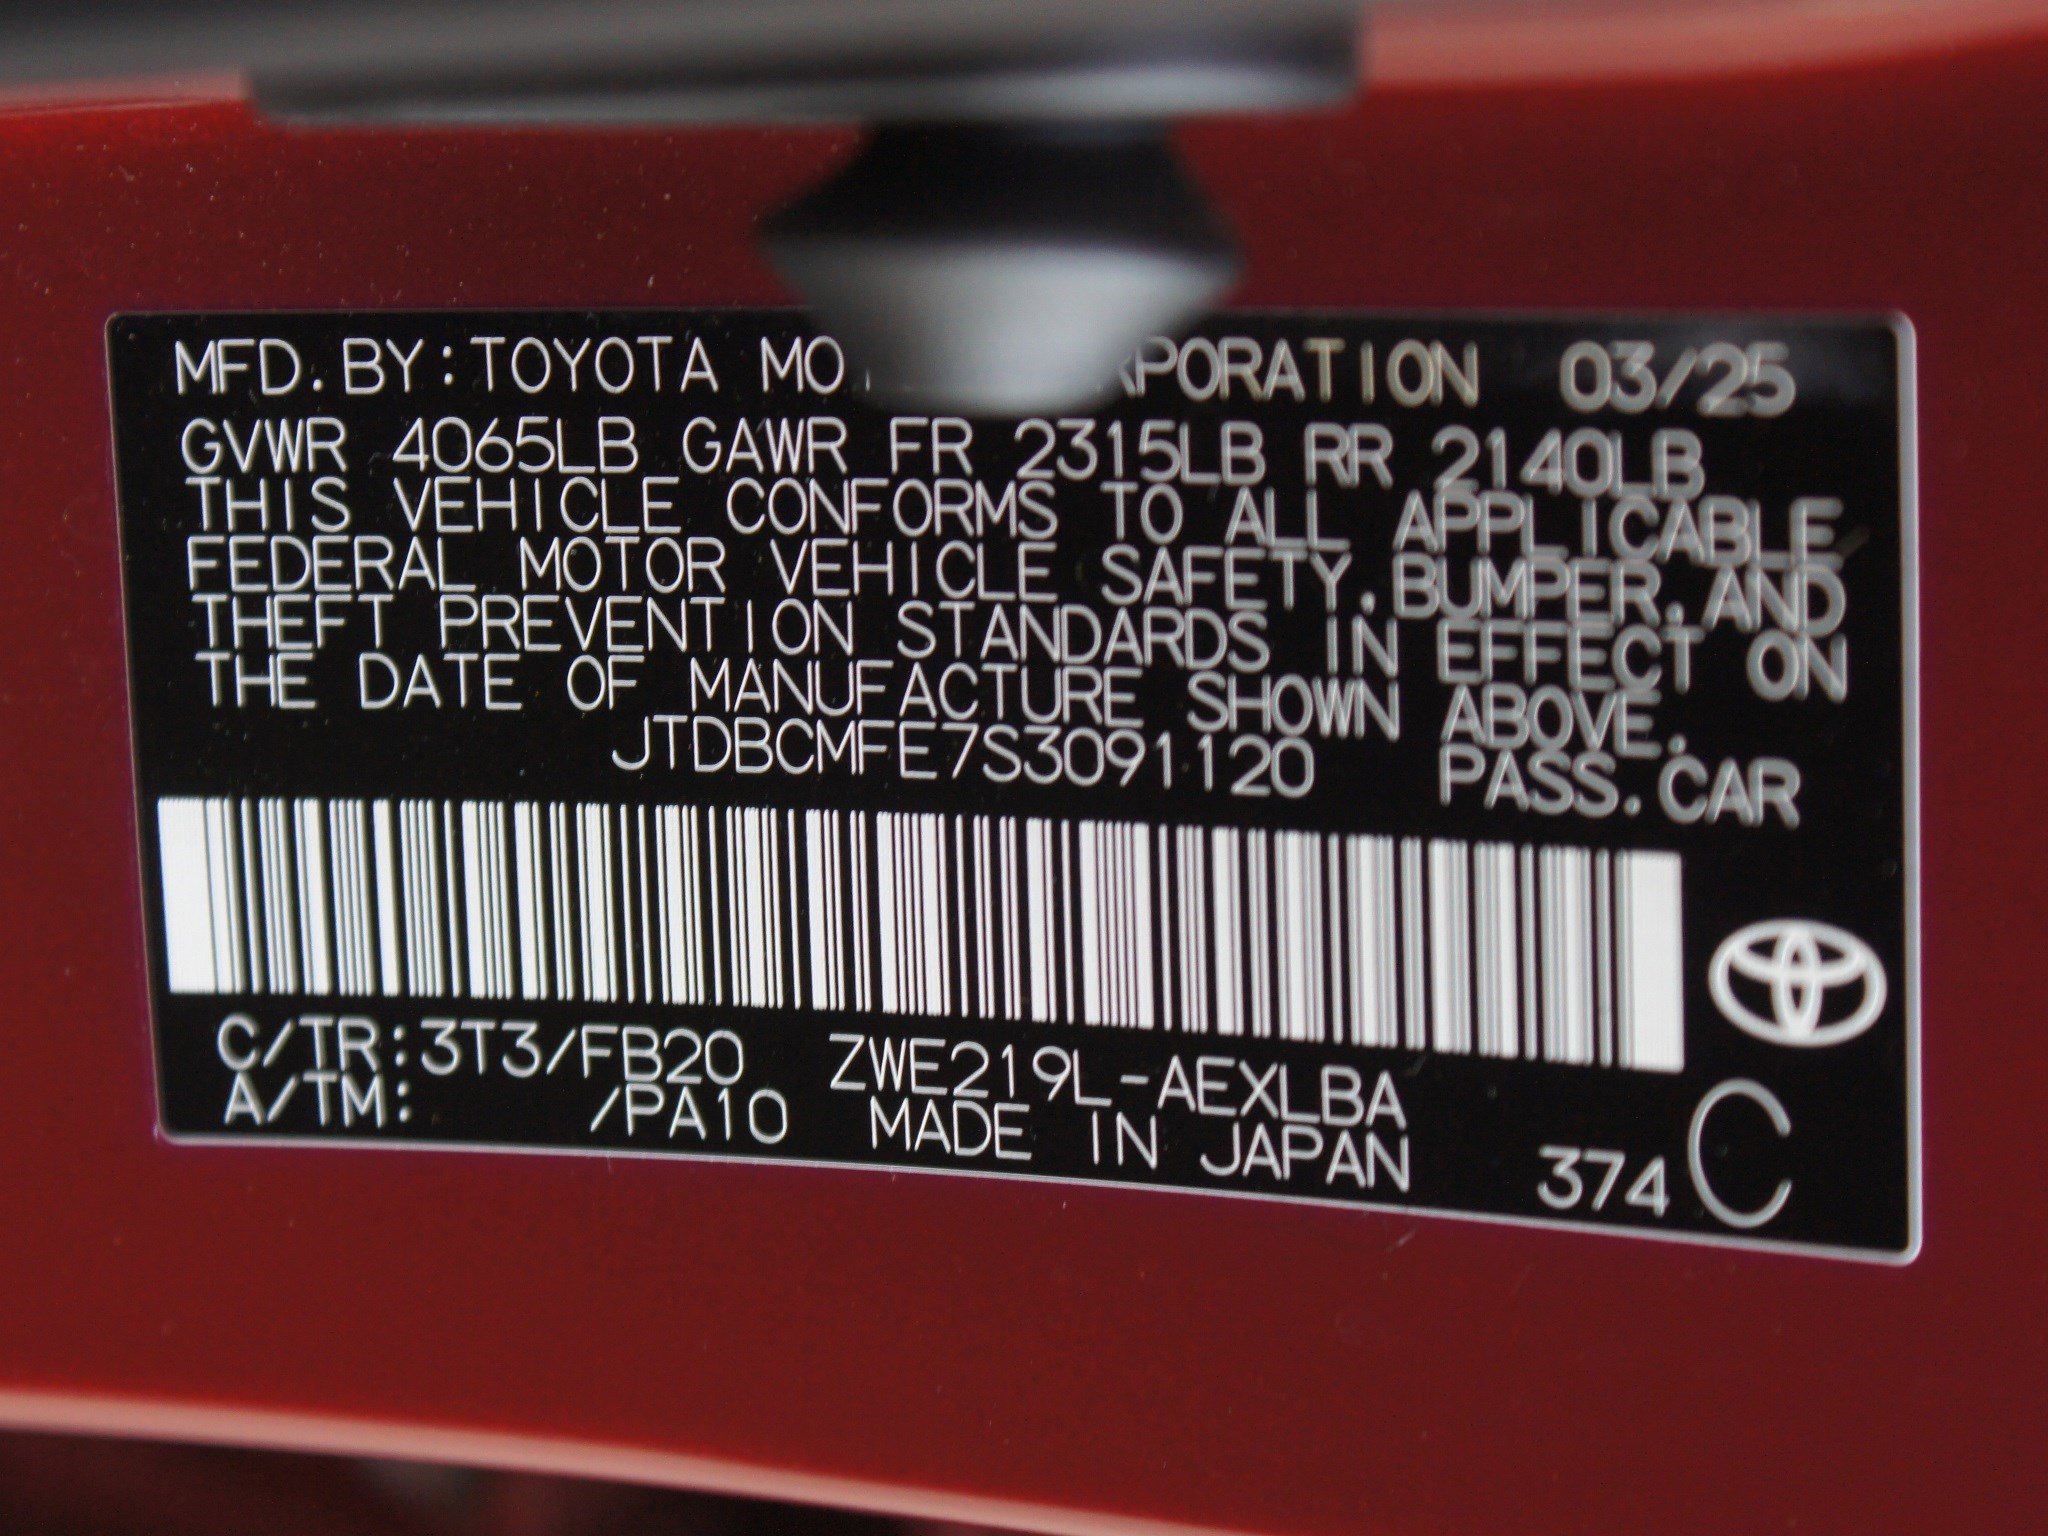 MFD. BY: TOYOTA MO RPORATION 03/25
GVWR 4065LB GAWR FR 2315LB RR 2140LB
THIS VEHICLE CONFORMS TO ALL APPLICABLE
FEDERAL MOTOR VEHICLE SAFETY, BUMPER, AND
THEFT PREVENTION STANDARDS IN EFFECT ON
THE DATE OF MANUFACTURE SHOWN ABOVE.
JTDBCMFE7S3091120 PASS. CAR
C/TR: 3T3/FB20 ZWE219L-AEXLBA
A/TM: /PA10 MADE IN JAPAN 374 C